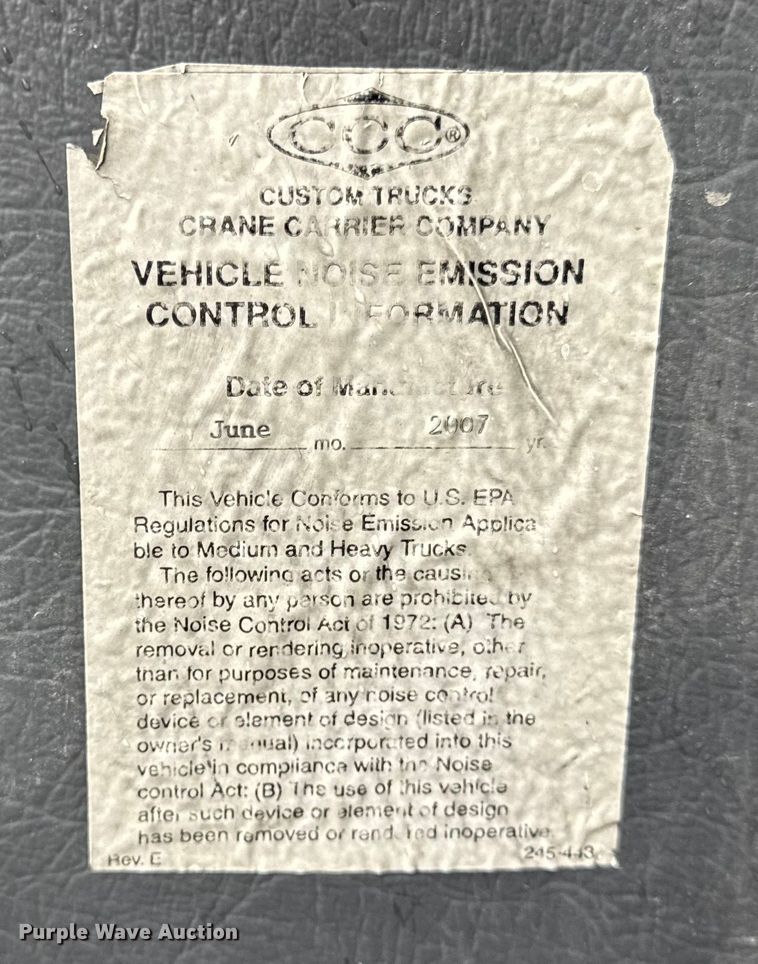 CCC®
CUSTOM TRUCKS
CRANE CARRIER COMPANY
VEHICLE NOISE EMISSION
CONTROL INFORMATION
Date of Manufacture
June mo. 2007 yr.
This Vehicle Conforms to U.S. EPA
Regulations for Noise Emission Applica
ble to Medium and Heavy Trucks.
The following acts or the causing
thereof by any person are prohibited by
the Noise Control Act of 1972: (A) The
removal or rendering inoperative, other
than for purposes of maintenance, repair,
or replacement, of any noise control
device or element of design (listed in the
owner's manual) incorporated into this
vehicle in compliance with the Noise
control Act: (B) The use of this vehicle
after such device or element of design
has been removed or rendered inoperative.
Rev. E 245-443
Purple Wave Auction